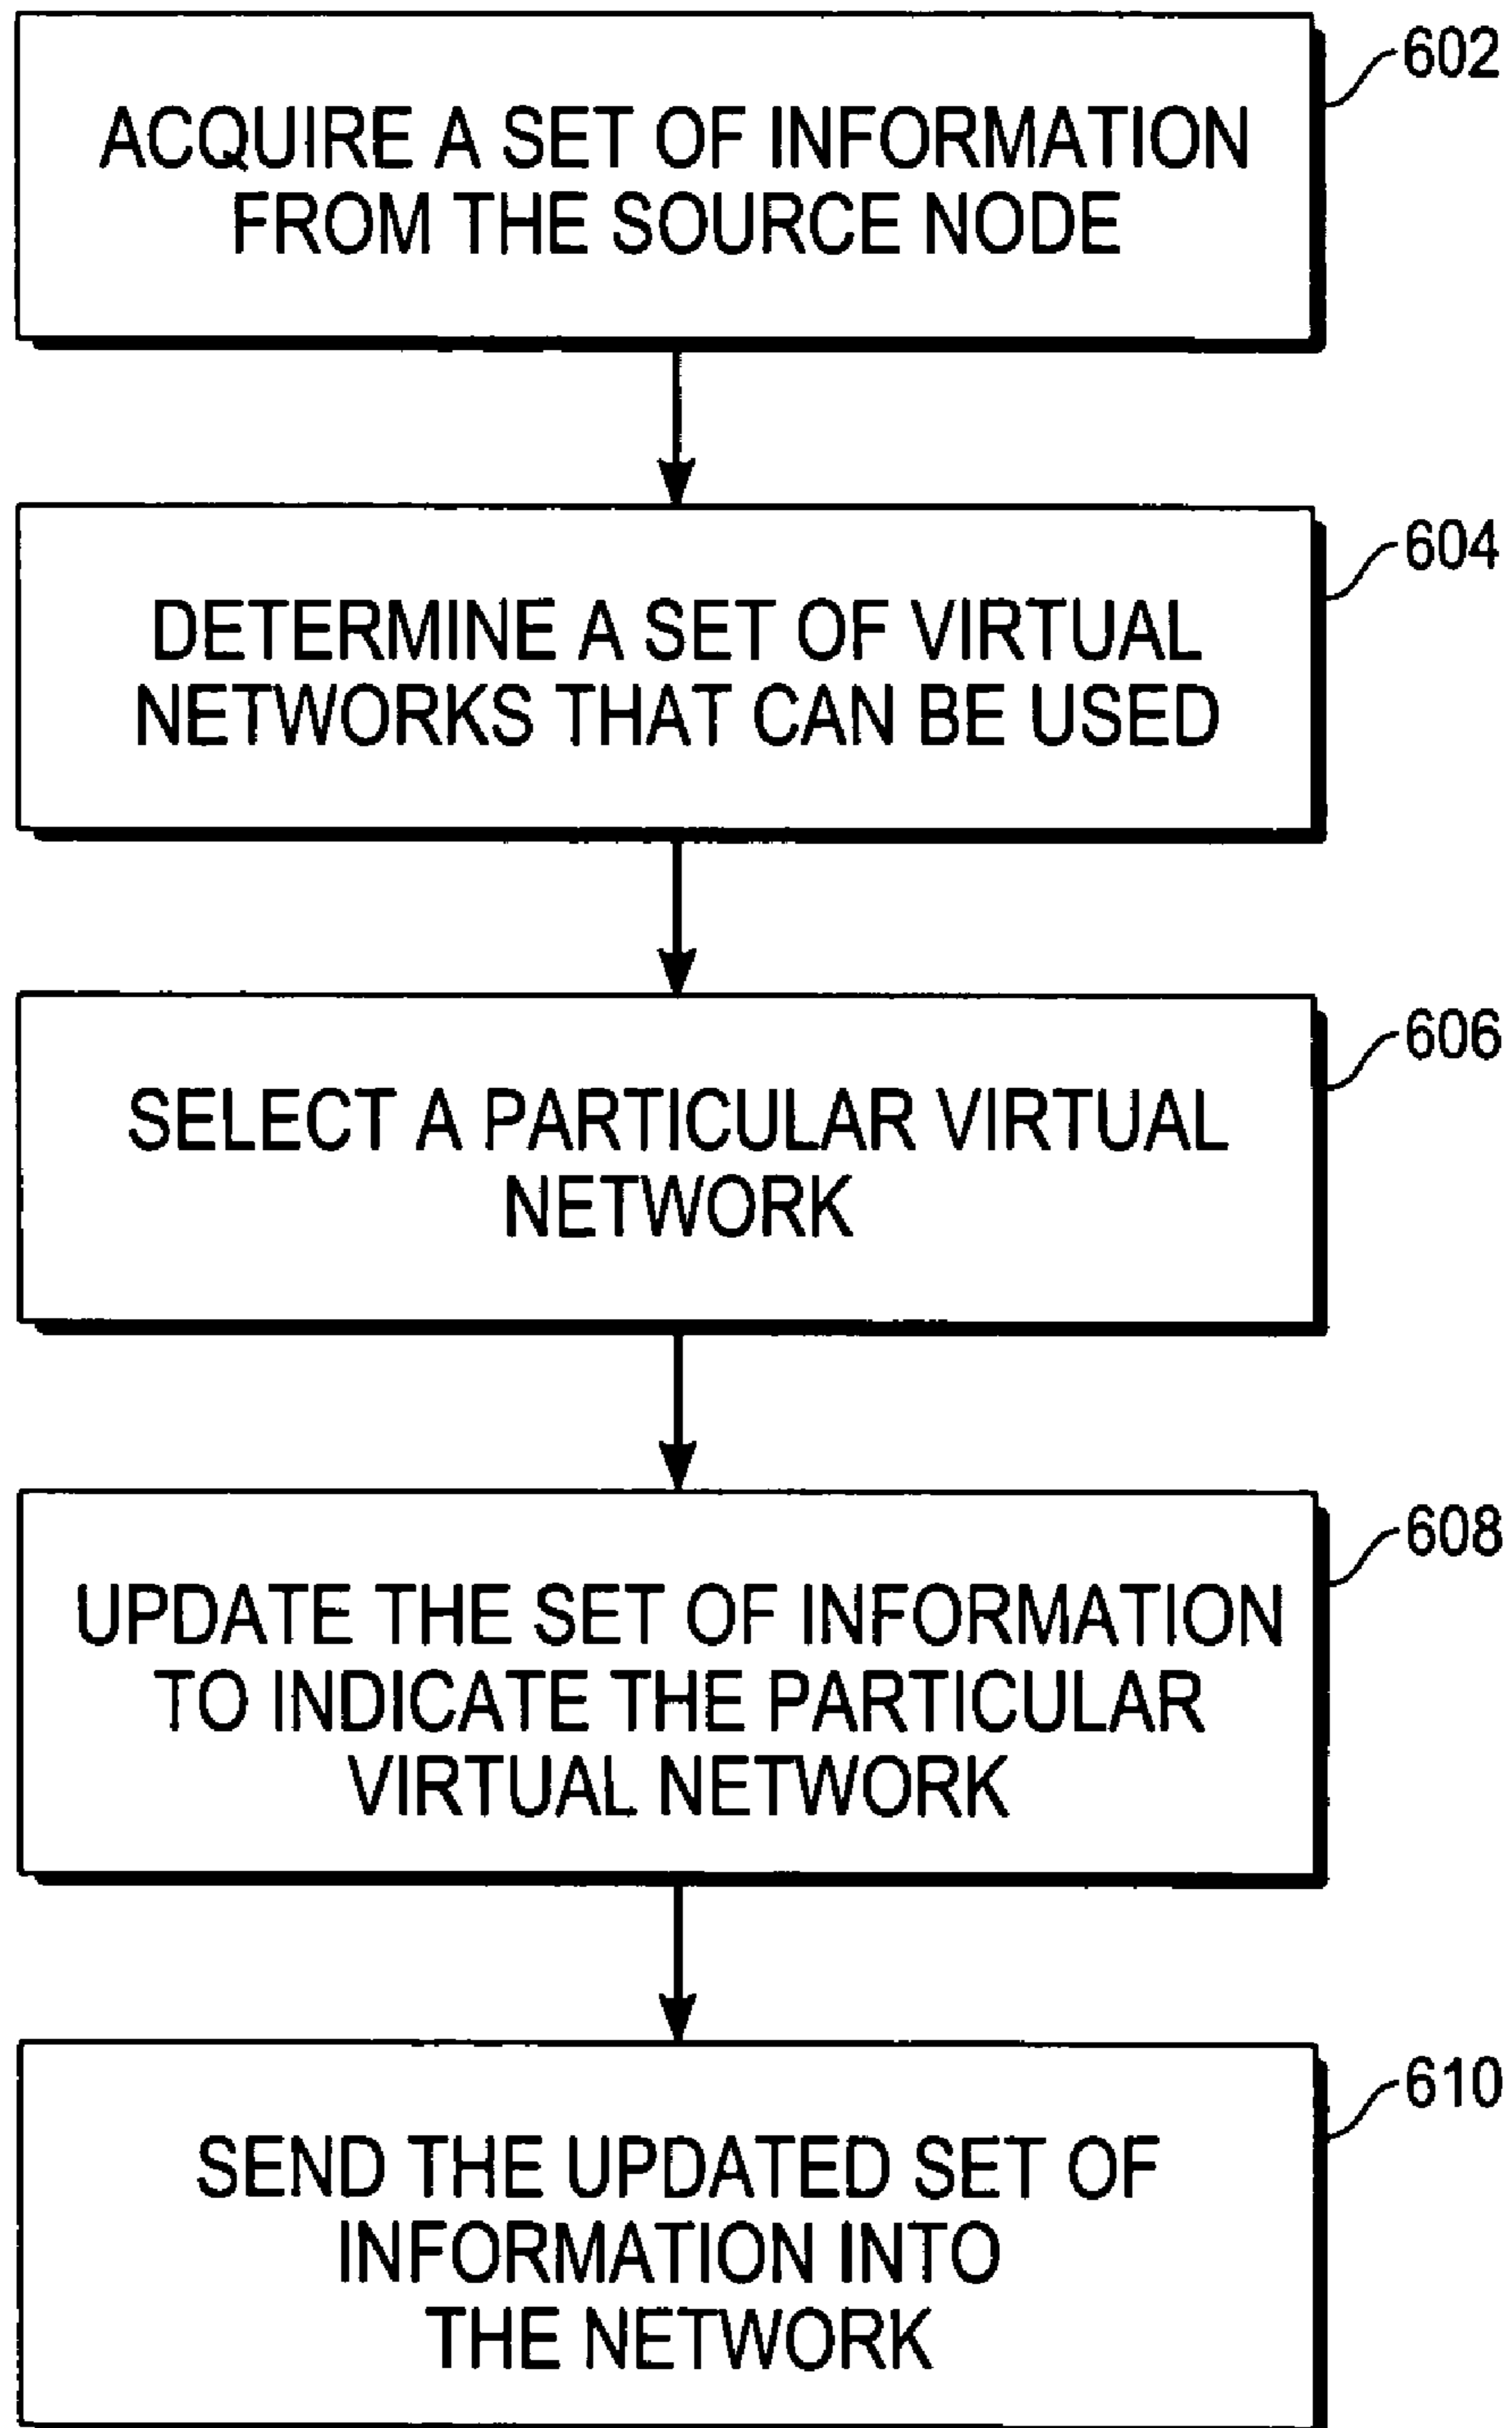 602
ACQUIRE A SET OF INFORMATION
FROM THE SOURCE NODE
604
DETERMINE A SET OF VIRTUAL
NETWORKS THAT CAN BE USED
606
SELECT A PARTICULAR VIRTUAL
NETWORK
608
UPDATE THE SET OF INFORMATION
TO INDICATE THE PARTICULAR
VIRTUAL NETWORK
610
SEND THE UPDATED SET OF
INFORMATION INTO
THE NETWORK